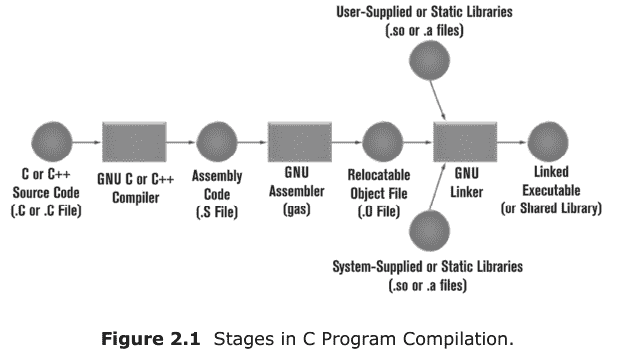 User-Supplied or Static Libraries
(.so or .a files)
C or C++
Source Code
(.C or .C File)
GNU C or C++
Compiler
Assembly
Code
(.S File)
GNU
Assembler
(gas)
Relocatable
Object File
(.O File)
GNU
Linker
Linked
Executable
(or Shared Library)
System-Supplied or Static Libraries
(.so or .a files)
Figure 2.1 Stages in C Program Compilation.